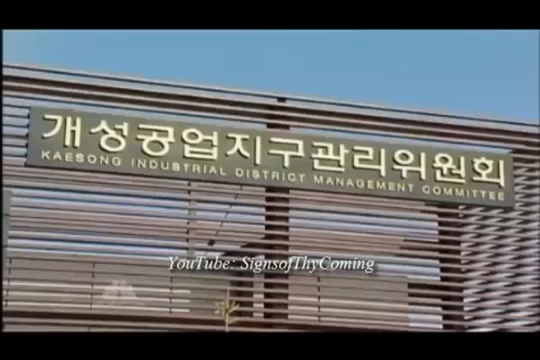 개성공업지구관리위원회
KAESONG INDUSTRIAL DISTRICT MANAGEMENT COMMITTEE
YouTube: SignsofThyComing